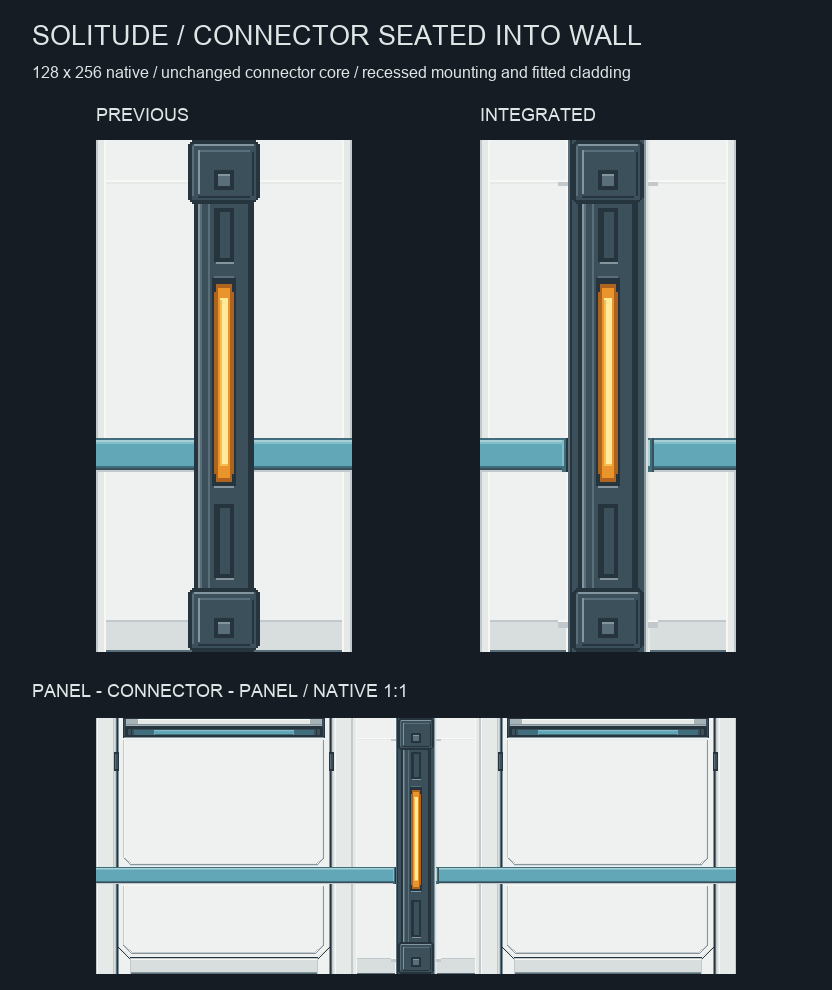 SOLITUDE / CONNECTOR SEATED INTO WALL
128 x 256 native / unchanged connector core / recessed mounting and fitted cladding
PREVIOUS
INTEGRATED
PANEL - CONNECTOR - PANEL / NATIVE 1:1